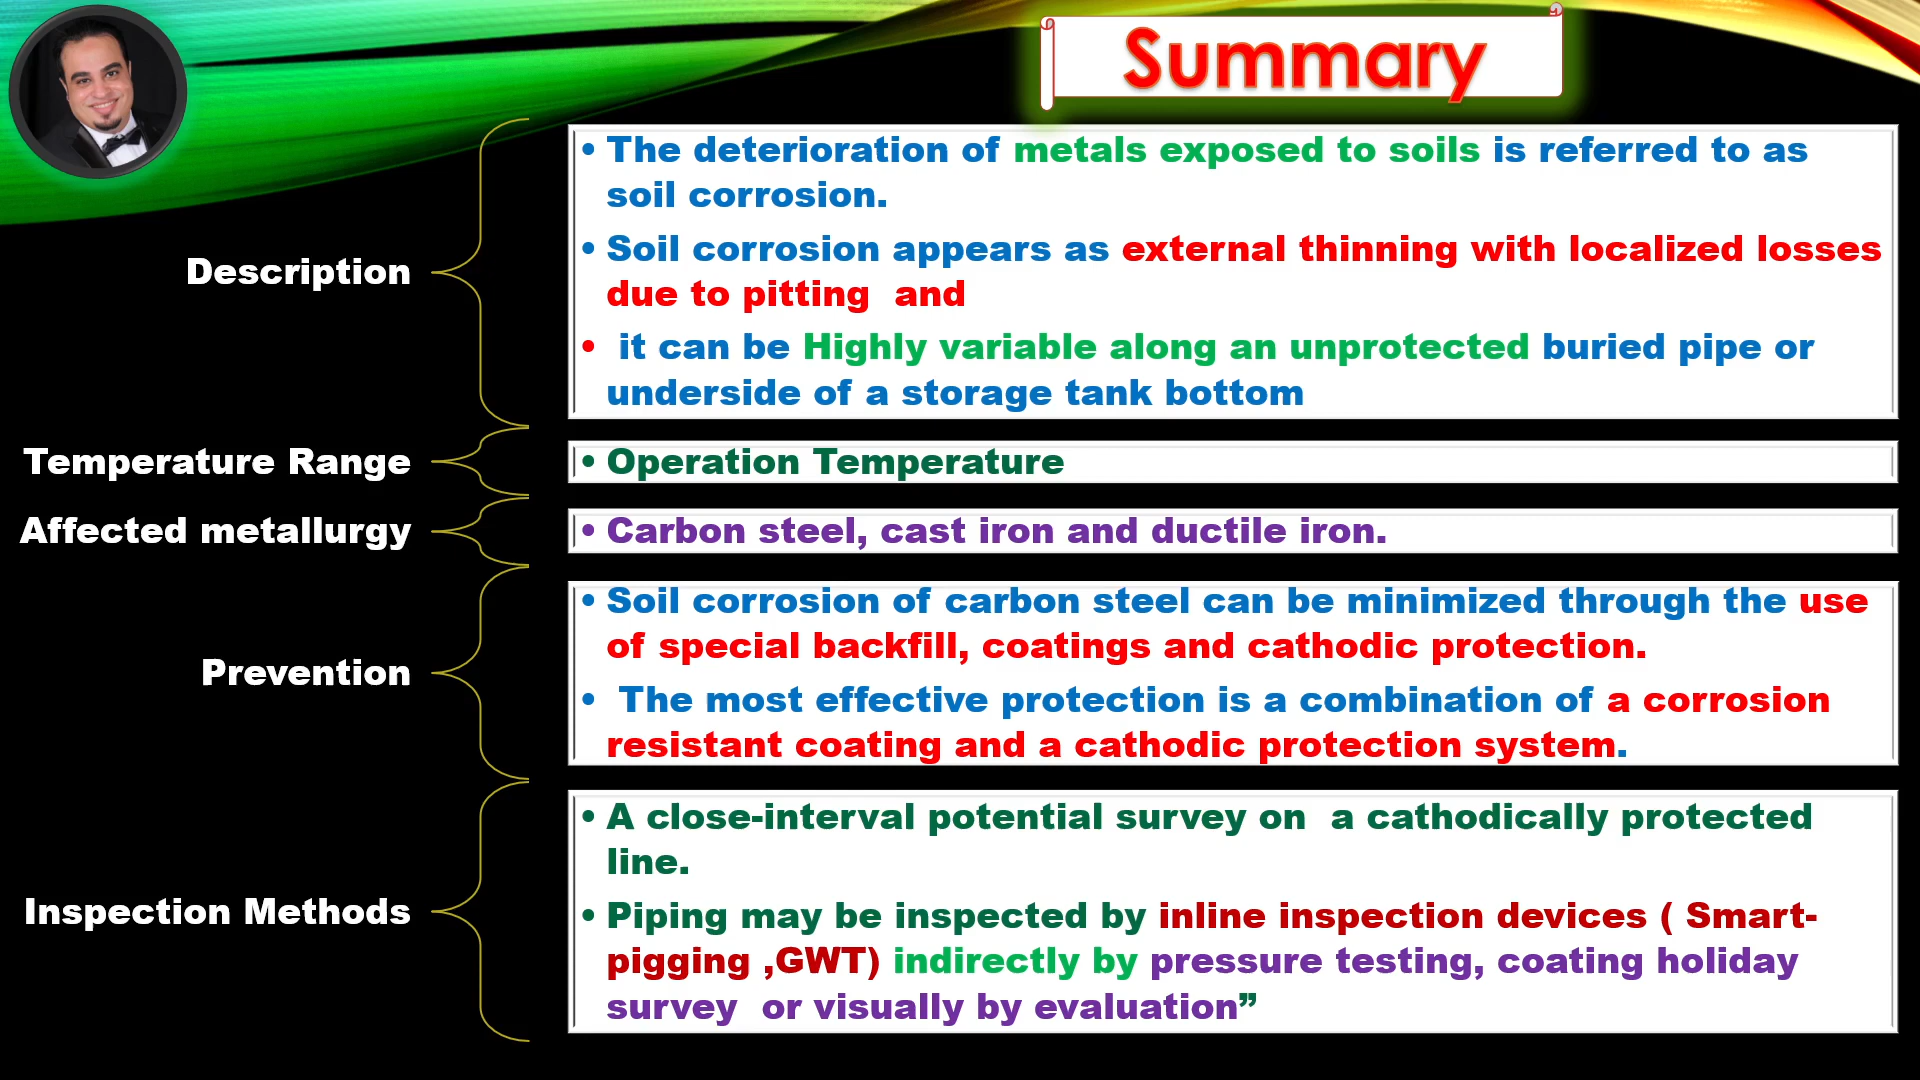 Summary
Description
• The deterioration of metals exposed to soils is referred to as
soil corrosion.
• Soil corrosion appears as external thinning with localized losses
due to pitting  and
•  it can be Highly variable along an unprotected buried pipe or
underside of a storage tank bottom
Temperature Range
• Operation Temperature
Affected metallurgy
• Carbon steel, cast iron and ductile iron.
Prevention
• Soil corrosion of carbon steel can be minimized through the use
of special backfill, coatings and cathodic protection.
•  The most effective protection is a combination of a corrosion
resistant coating and a cathodic protection system.
Inspection Methods
• A close-interval potential survey on  a cathodically protected
line.
• Piping may be inspected by inline inspection devices ( Smart-
pigging ,GWT) indirectly by pressure testing, coating holiday
survey  or visually by evaluation”